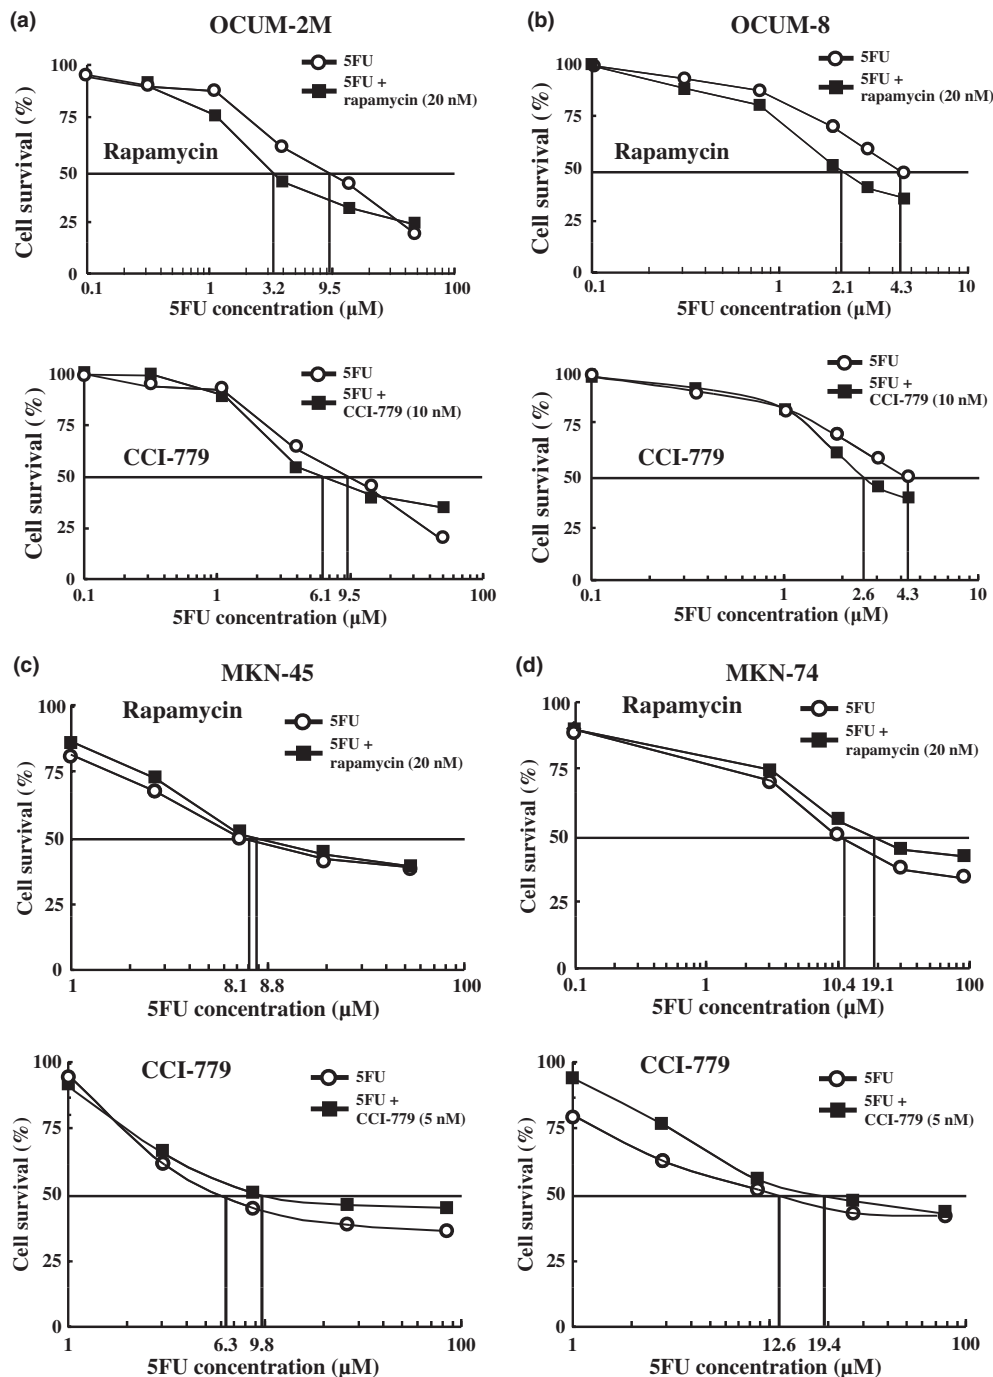 (a)
OCUM-2M
5FU
5FU +
rapamycin (20 nM)
Rapamycin
Cell survival (%)
100
75
50
25
0
0.1 1 3.2 9.5 100
5FU concentration (µM)
5FU
5FU +
CCI-779 (10 nM)
CCI-779
Cell survival (%)
100
75
50
25
0
0.1 1 6.1 9.5 100
5FU concentration (µM)
(b)
OCUM-8
5FU
5FU +
rapamycin (20 nM)
Rapamycin
Cell survival (%)
100
75
50
25
0
0.1 1 2.1 4.3 10
5FU concentration (µM)
5FU
5FU +
CCI-779 (10 nM)
CCI-779
Cell survival (%)
100
75
50
25
0
0.1 1 2.6 4.3 10
5FU concentration (µM)
(c)
MKN-45
Rapamycin
5FU
5FU +
rapamycin (20 nM)
Cell survival (%)
100
75
50
25
0
1 8.1 8.8 100
5FU concentration (µM)
CCI-779
5FU
5FU +
CCI-779 (5 nM)
Cell survival (%)
100
75
50
25
0
1 6.3 9.8 100
5FU concentration (µM)
(d)
MKN-74
Rapamycin
5FU
5FU +
rapamycin (20 nM)
Cell survival (%)
100
75
50
25
0
0.1 1 10.4 19.1 100
5FU concentration (µM)
CCI-779
5FU
5FU +
CCI-779 (5 nM)
Cell survival (%)
100
75
50
25
0
1 12.6 19.4 100
5FU concentration (µM)